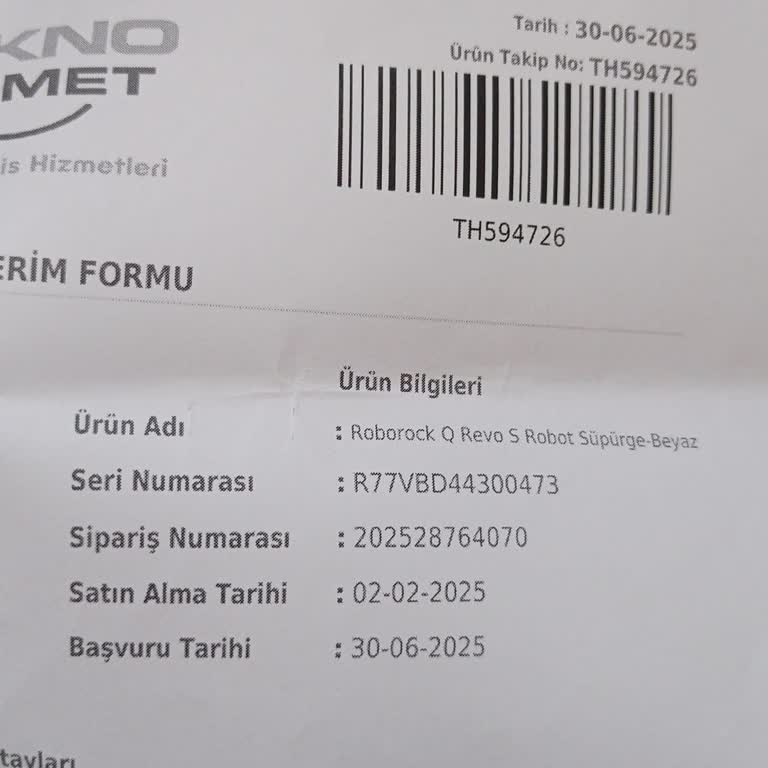 KNO
MET
is Hizmetleri
Tarih : 30-06-2025
Ürün Takip No: TH594726
TH594726
ERİM FORMU
Ürün Bilgileri
Ürün Adı : Roborock Q Revo S Robot Süpürge-Beyaz
Seri Numarası : R77VBD44300473
Sipariş Numarası : 202528764070
Satın Alma Tarihi : 02-02-2025
Başvuru Tarihi : 30-06-2025
tayları